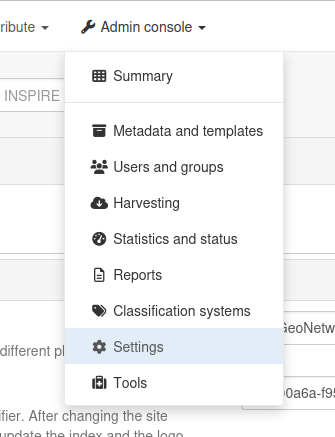 ribute Admin console
Summary
INSPIRE
Metadata and templates
Users and groups
Harvesting
Statistics and status
Reports
Classification systems
GeoNetw
Settings
different pl
Tools
0a6a-f95
ifier. After changing the site
update the index and the logo